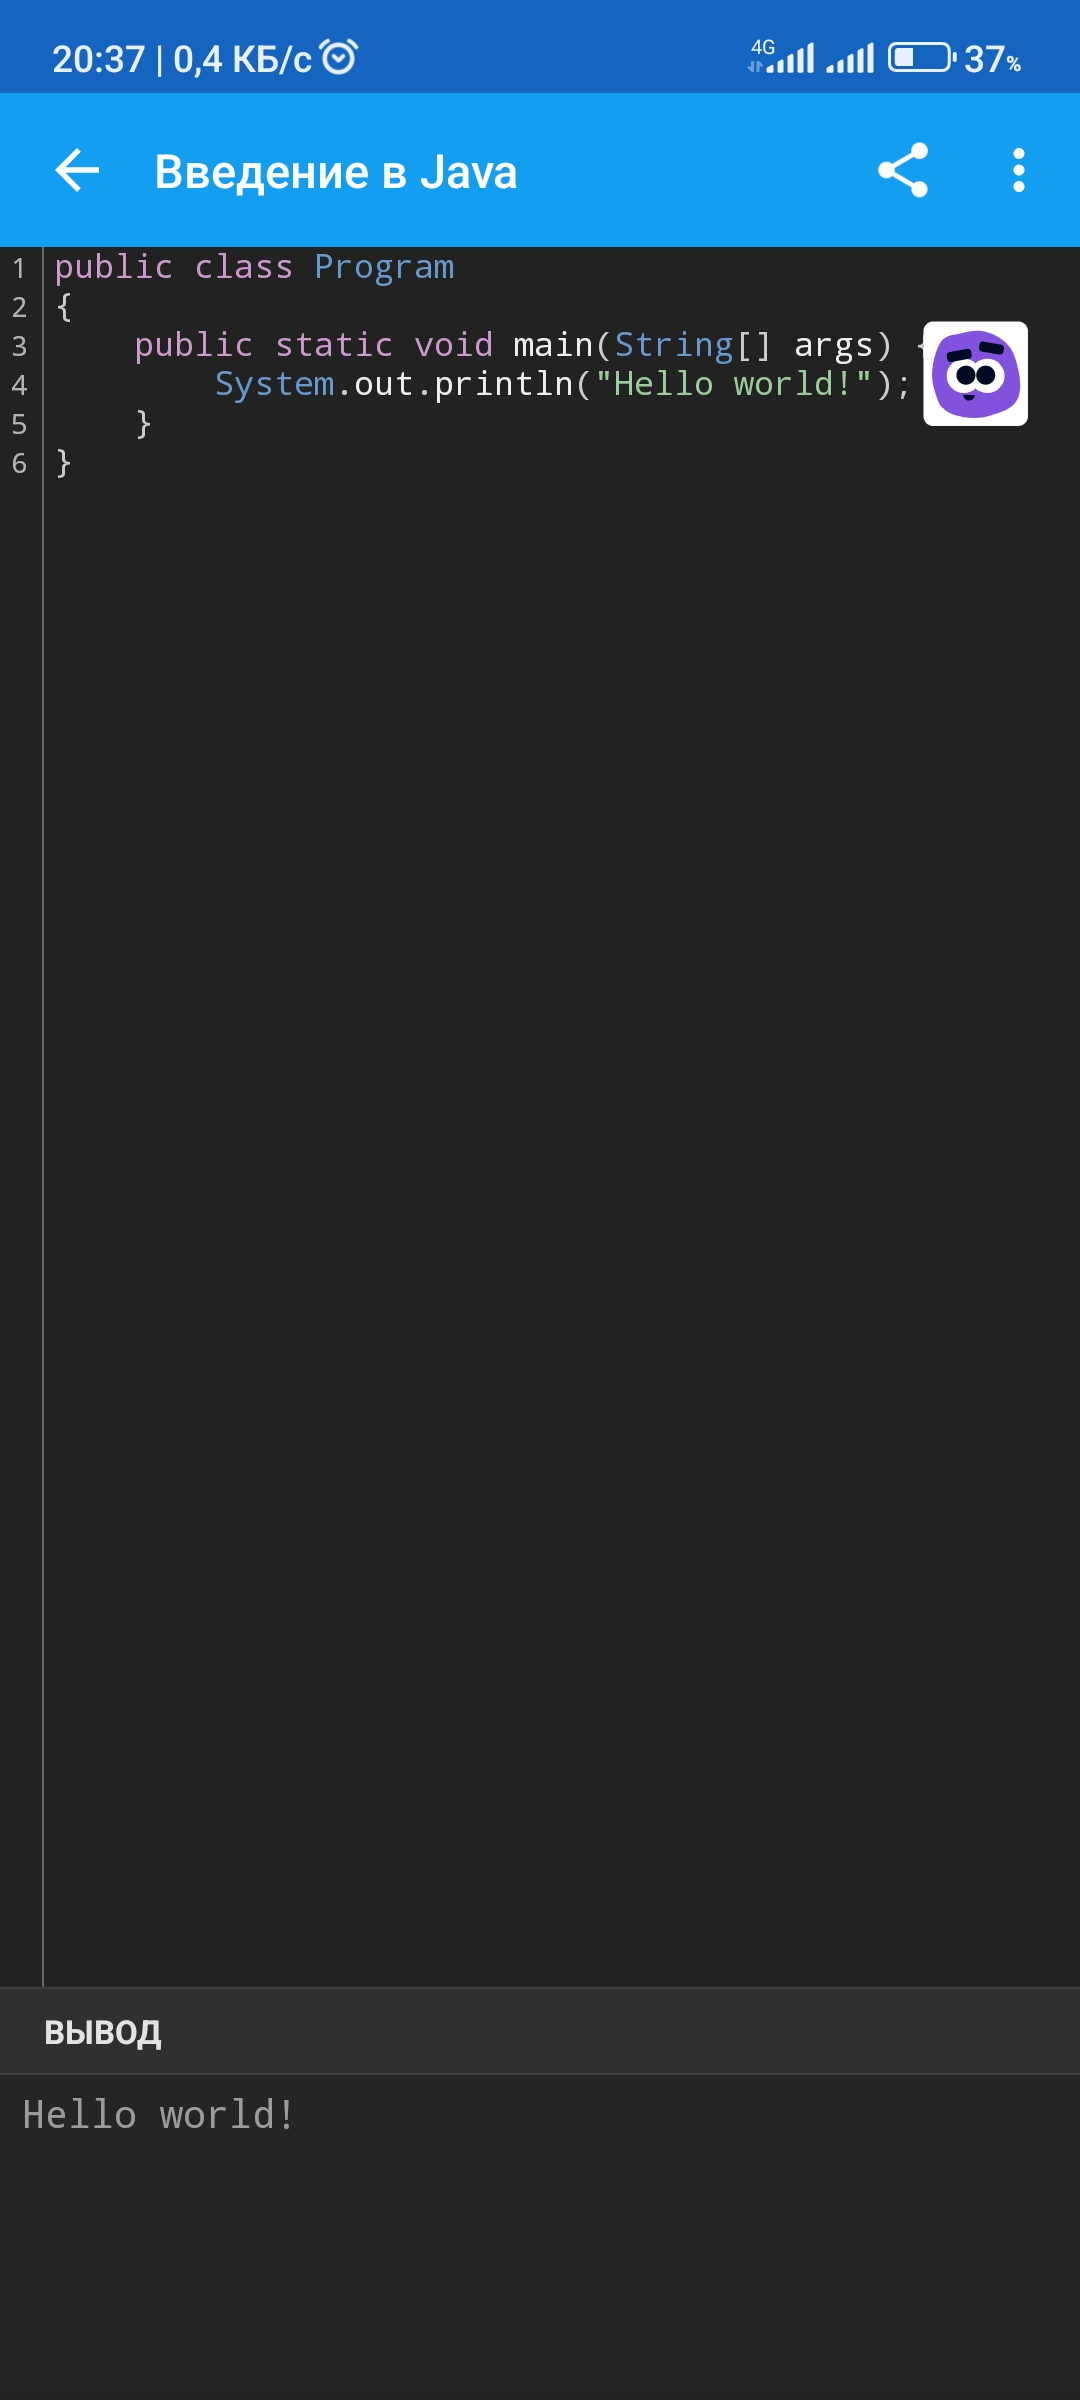 20:37 | 0,4 КБ/с 4G 37%
Введение в Java
1 public class Program
2 {
3     public static void main(String[] args) {
4         System.out.println("Hello world!");
5     }
6 }
ВЫВОД
Hello world!